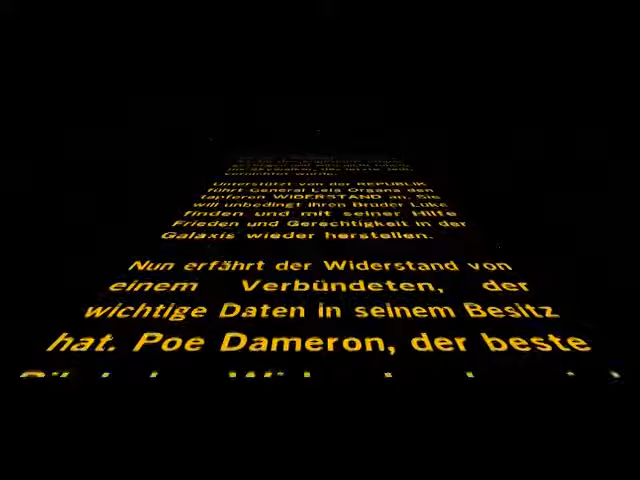 vernichtet wurde.
Unterstützt von der REPUBLIK
führt General Leia Organa den
tapferen WIDERSTAND an. Sie
will unbedingt ihren Bruder Luke
finden und mit seiner Hilfe
Frieden und Gerechtigkeit in der
Galaxis wieder herstellen.
Nun erfährt der Widerstand von
einem Verbündeten, der
wichtige Daten in seinem Besitz
hat. Poe Dameron, der beste